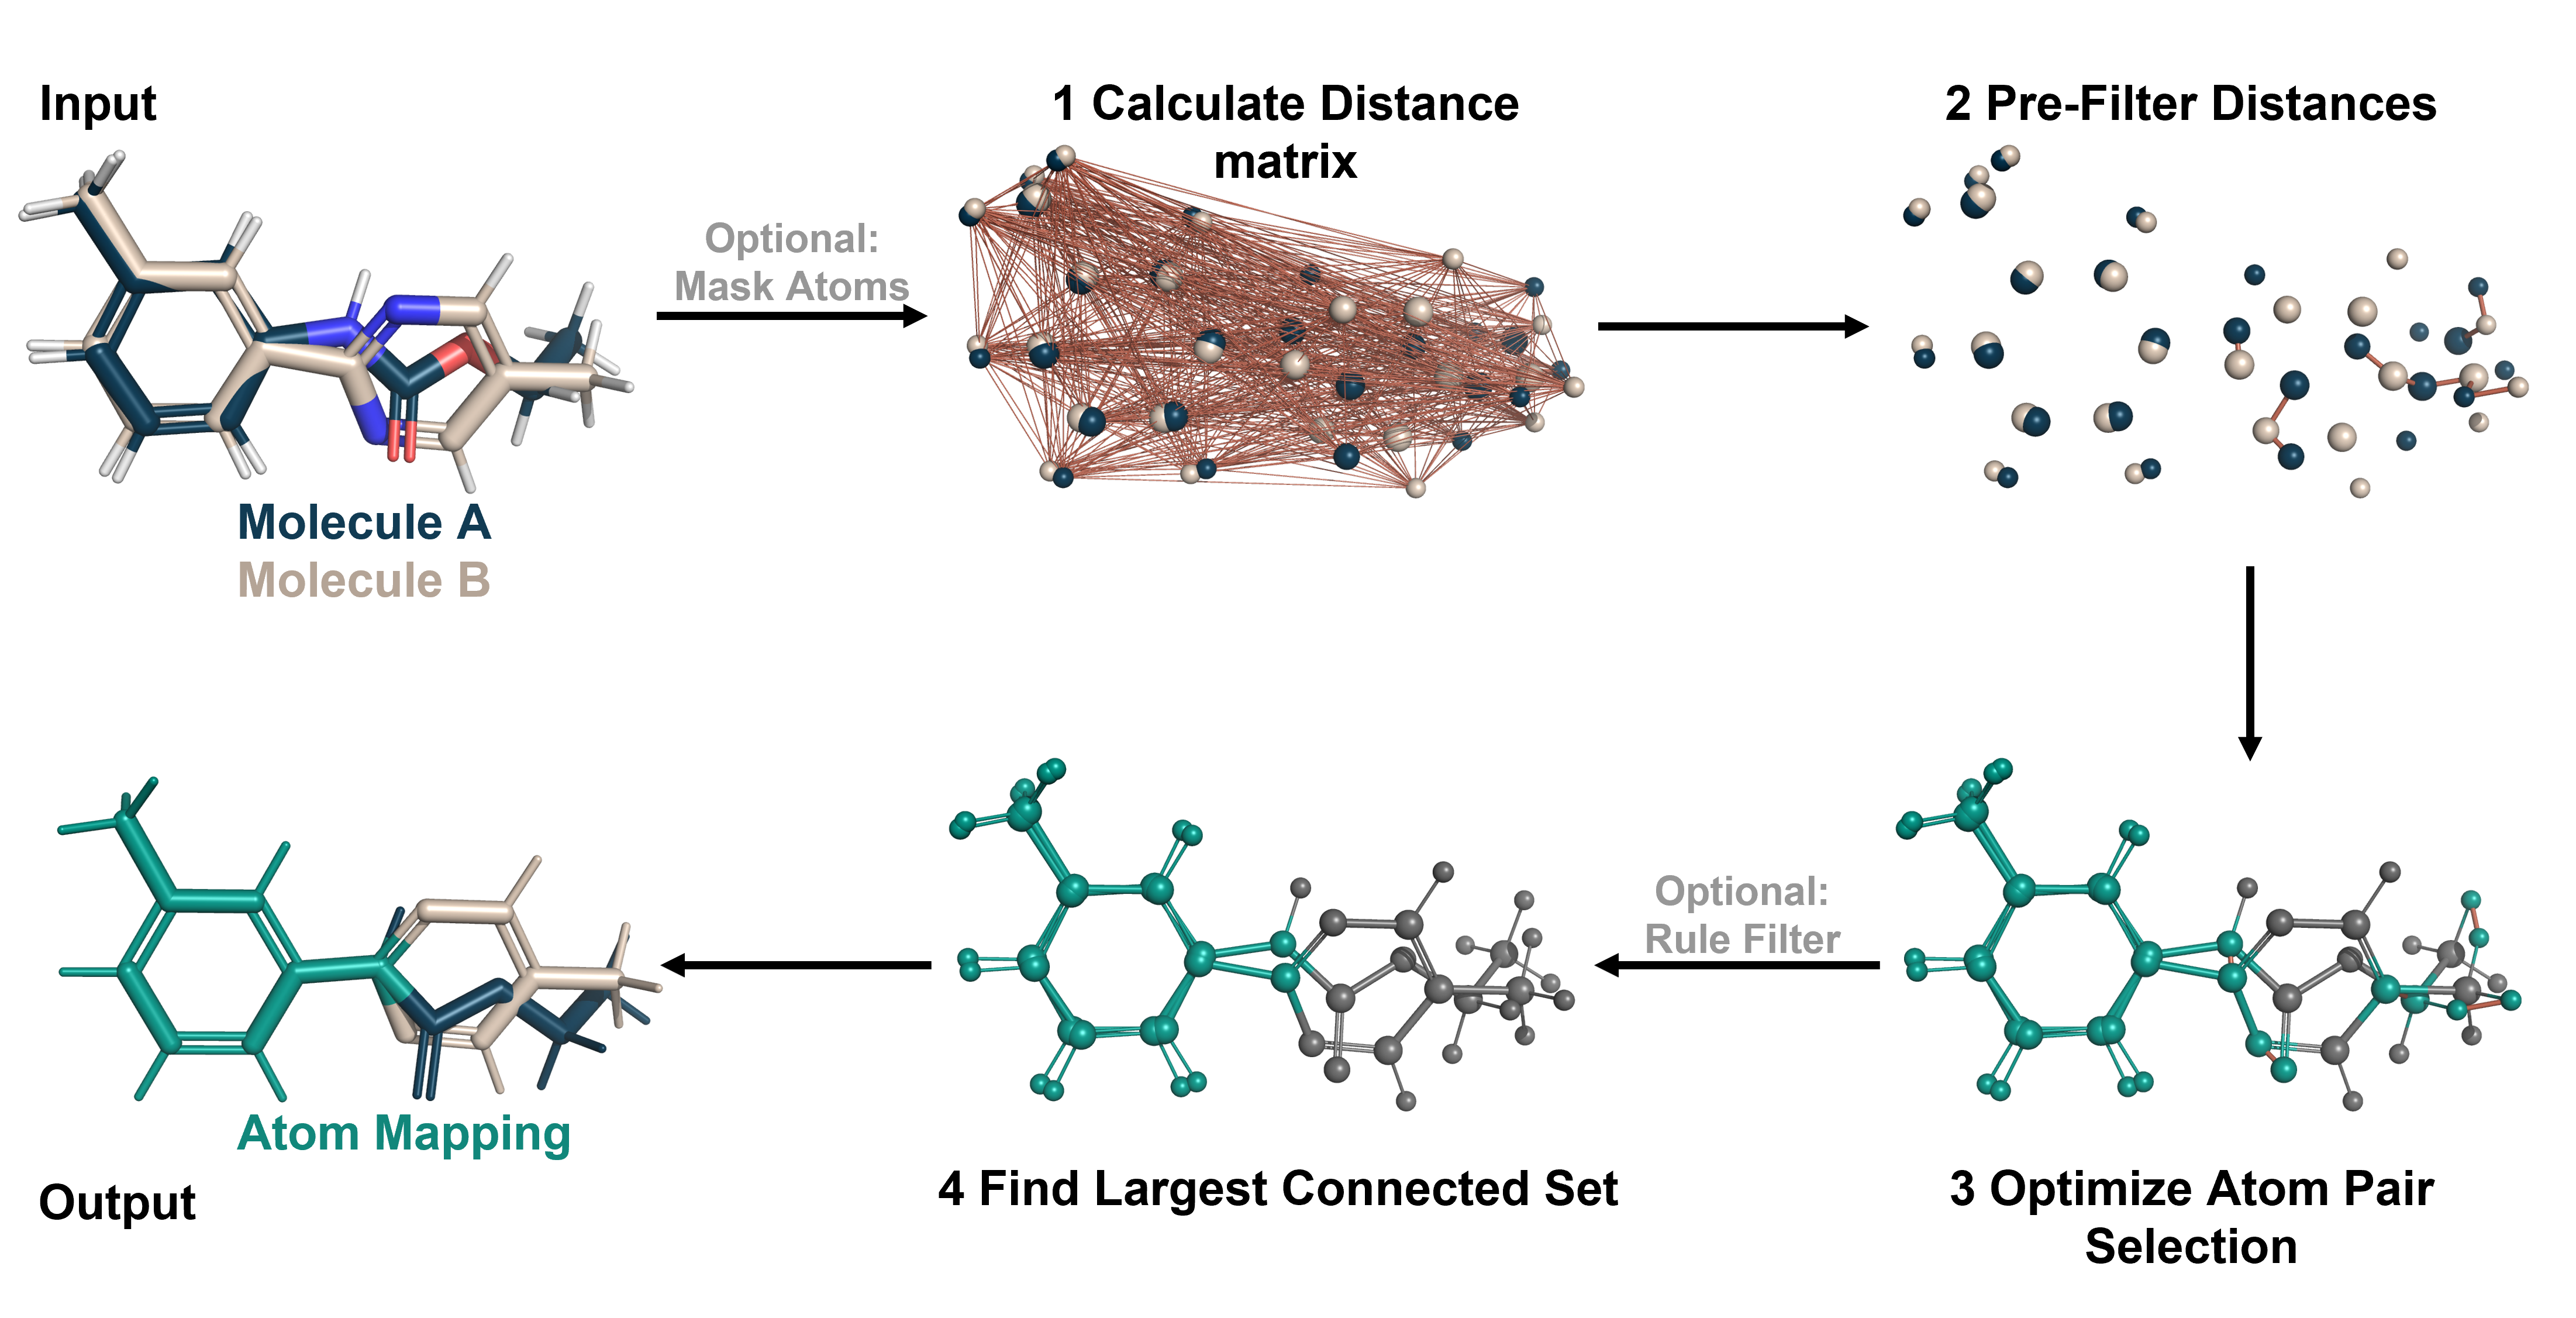 Input
1 Calculate Distance
matrix
2 Pre-Filter Distances
Optional:
Mask Atoms
Molecule A
Molecule B
Optional:
Rule Filter
Atom Mapping
Output
4 Find Largest Connected Set
3 Optimize Atom Pair
Selection